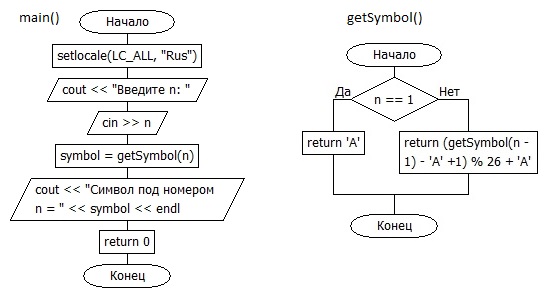 main()
Начало
setlocale(LC_ALL, "Rus")
cout << "Введите n: "
cin >> n
symbol = getSymbol(n)
cout << "Символ под номером
n = " << symbol << endl
return 0
Конец
getSymbol()
Начало
Да
Нет
n == 1
return 'A'
return (getSymbol(n -
1) - 'A' +1) % 26 + 'A'
Конец